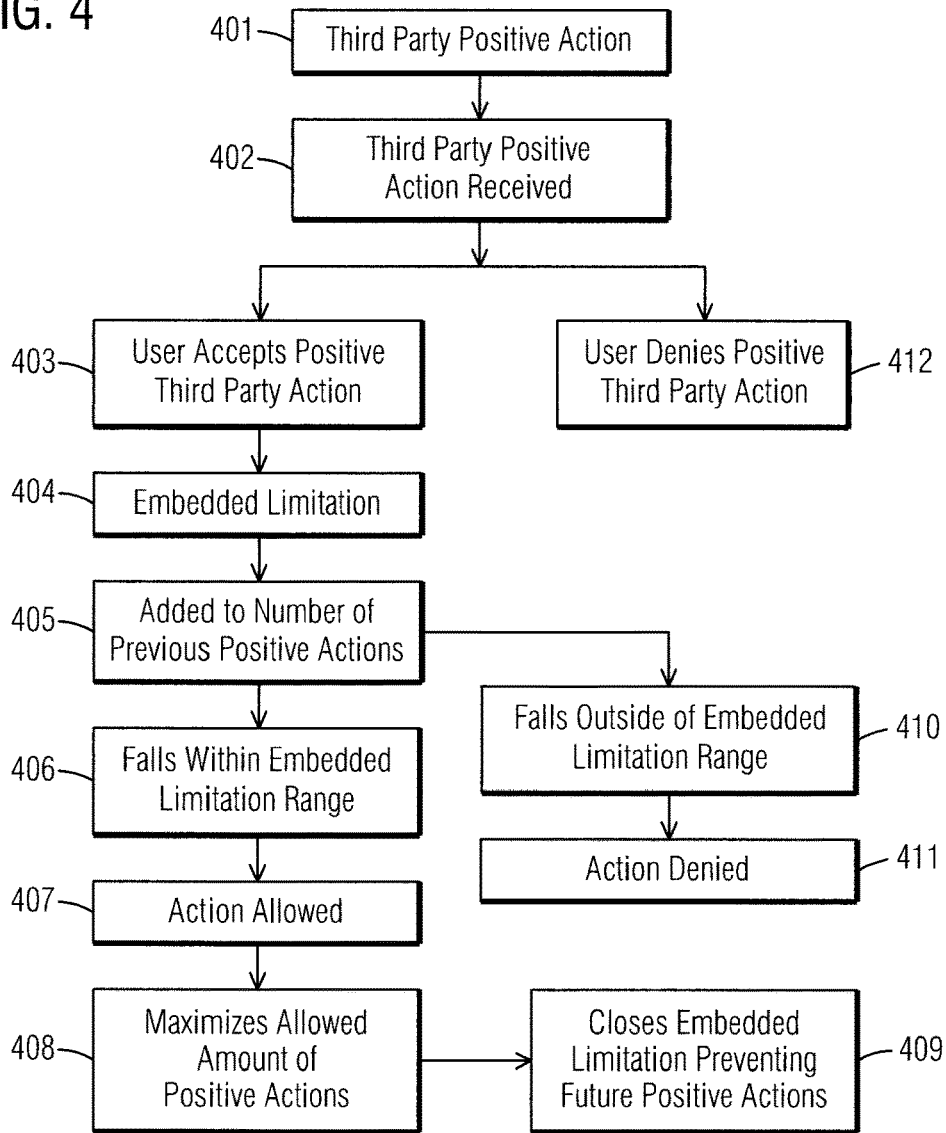 IG. 4
401
Third Party Positive Action
402
Third Party Positive
Action Received
403
User Accepts Positive
Third Party Action
User Denies Positive
Third Party Action
412
404
Embedded Limitation
405
Added to Number of
Previous Positive Actions
406
Falls Within Embedded
Limitation Range
Falls Outside of Embedded
Limitation Range
410
407
Action Allowed
Action Denied
411
408
Maximizes Allowed
Amount of
Positive Actions
Closes Embedded
Limitation Preventing
Future Positive Actions
409